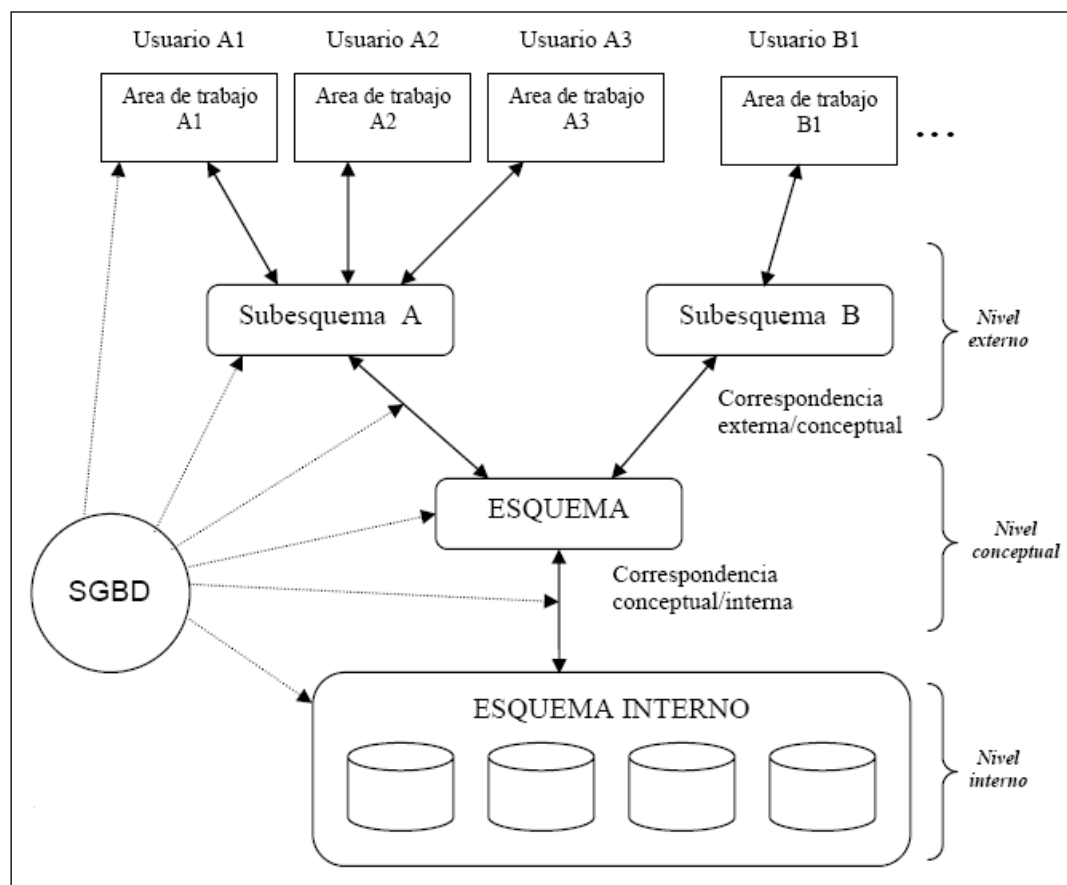 Usuario A1
Usuario A2
Usuario A3
Usuario B1
Area de trabajo
A1
Area de trabajo
A2
Area de trabajo
A3
Area de trabajo
B1
...
Subesquema A
Subesquema B
Nivel
externo
Correspondencia
externa/conceptual
ESQUEMA
Nivel
conceptual
SGBD
Correspondencia
conceptual/interna
ESQUEMA INTERNO
Nivel
interno